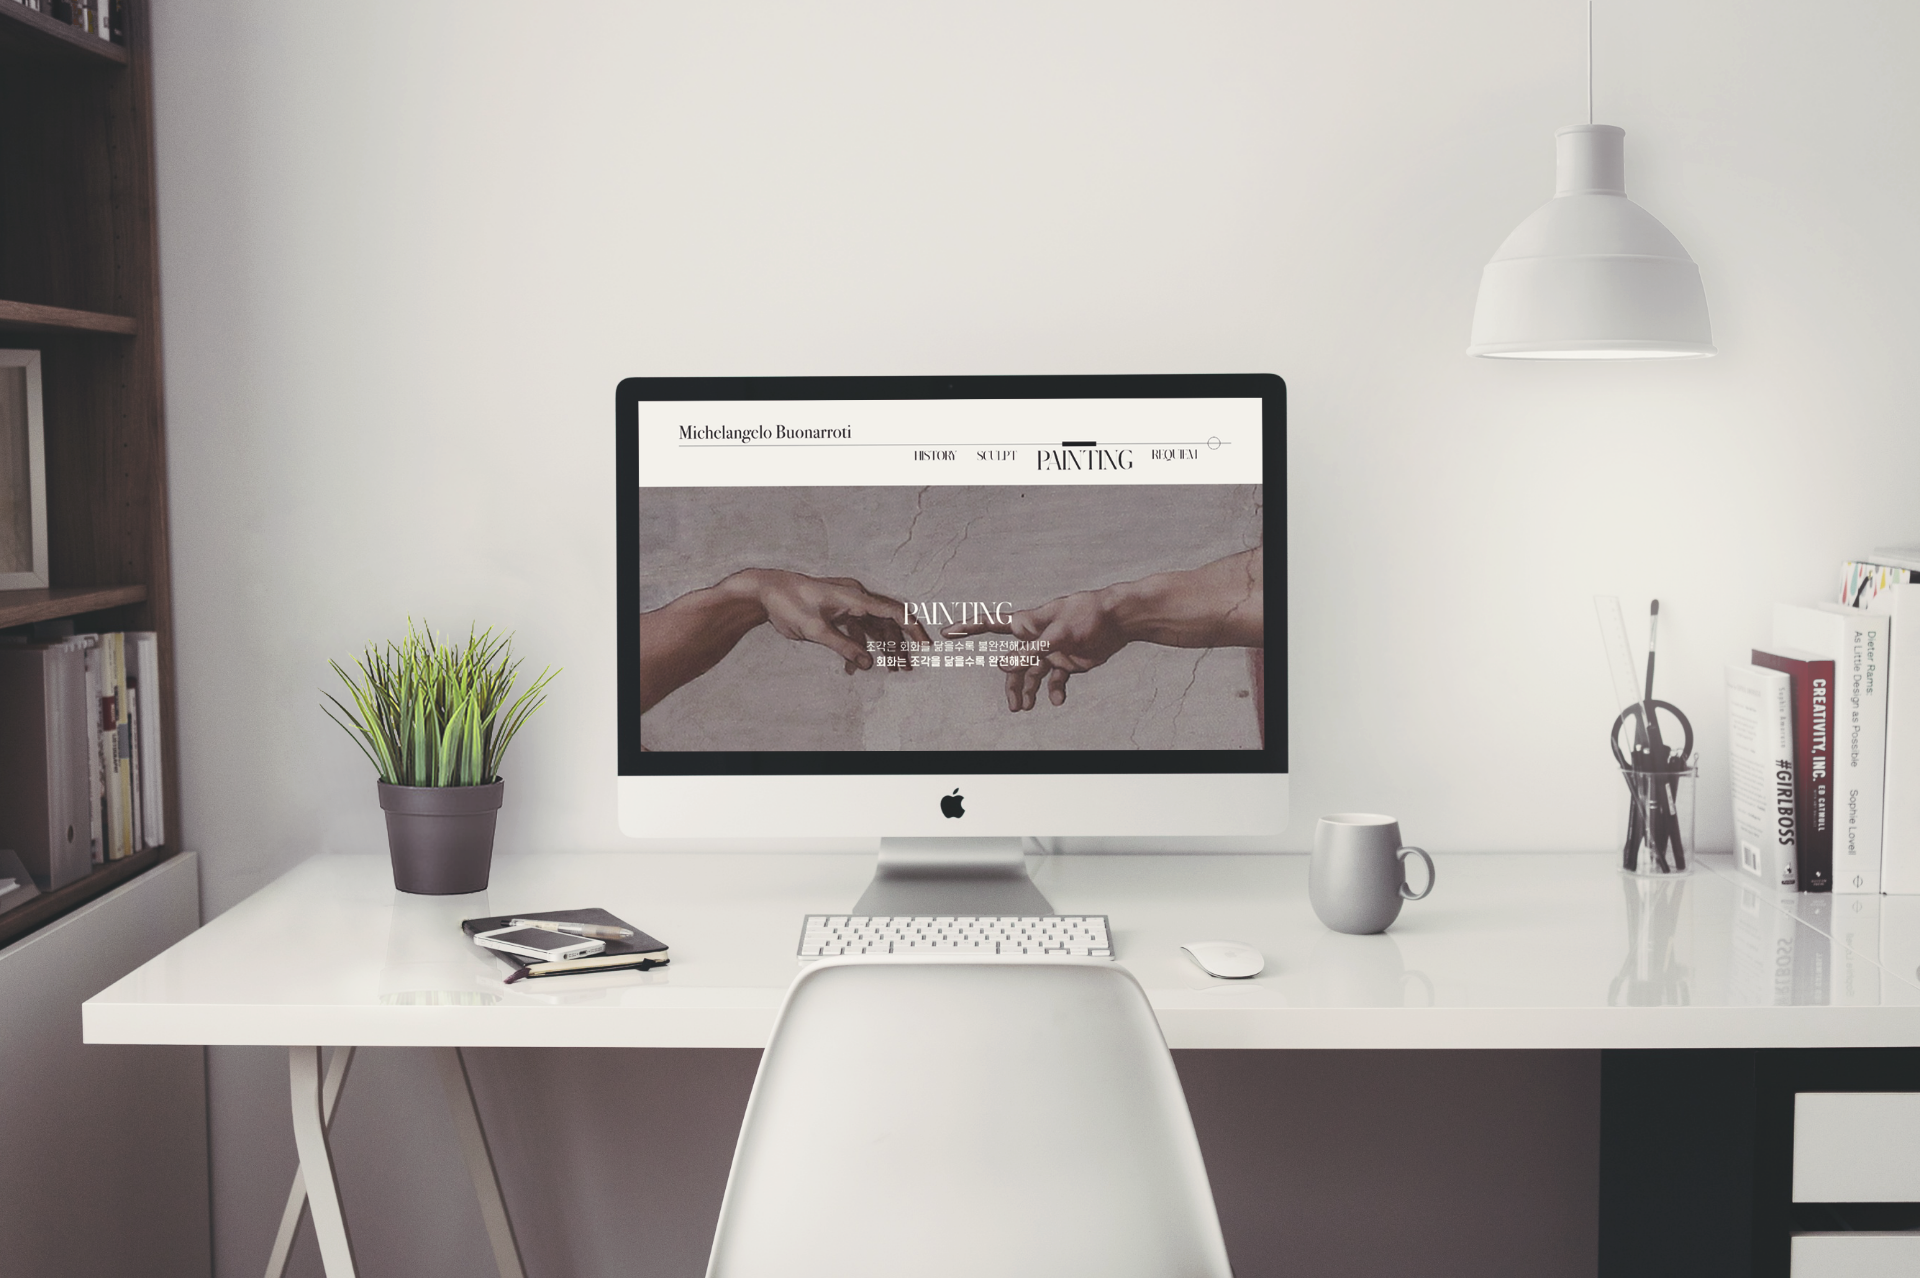 Michelangelo Buonarroti
HISTORY SCULPT PAINTING REQUIEM
PAINTING
조각은 회화를 닮을수록 불완전해지지만
회화는 조각을 닮을수록 완전해진다
#GIRLBOSS
CREATIVITY, INC. ED CATMULL
Dieter Rams:
As Little Design as Possible Sophie Lovell